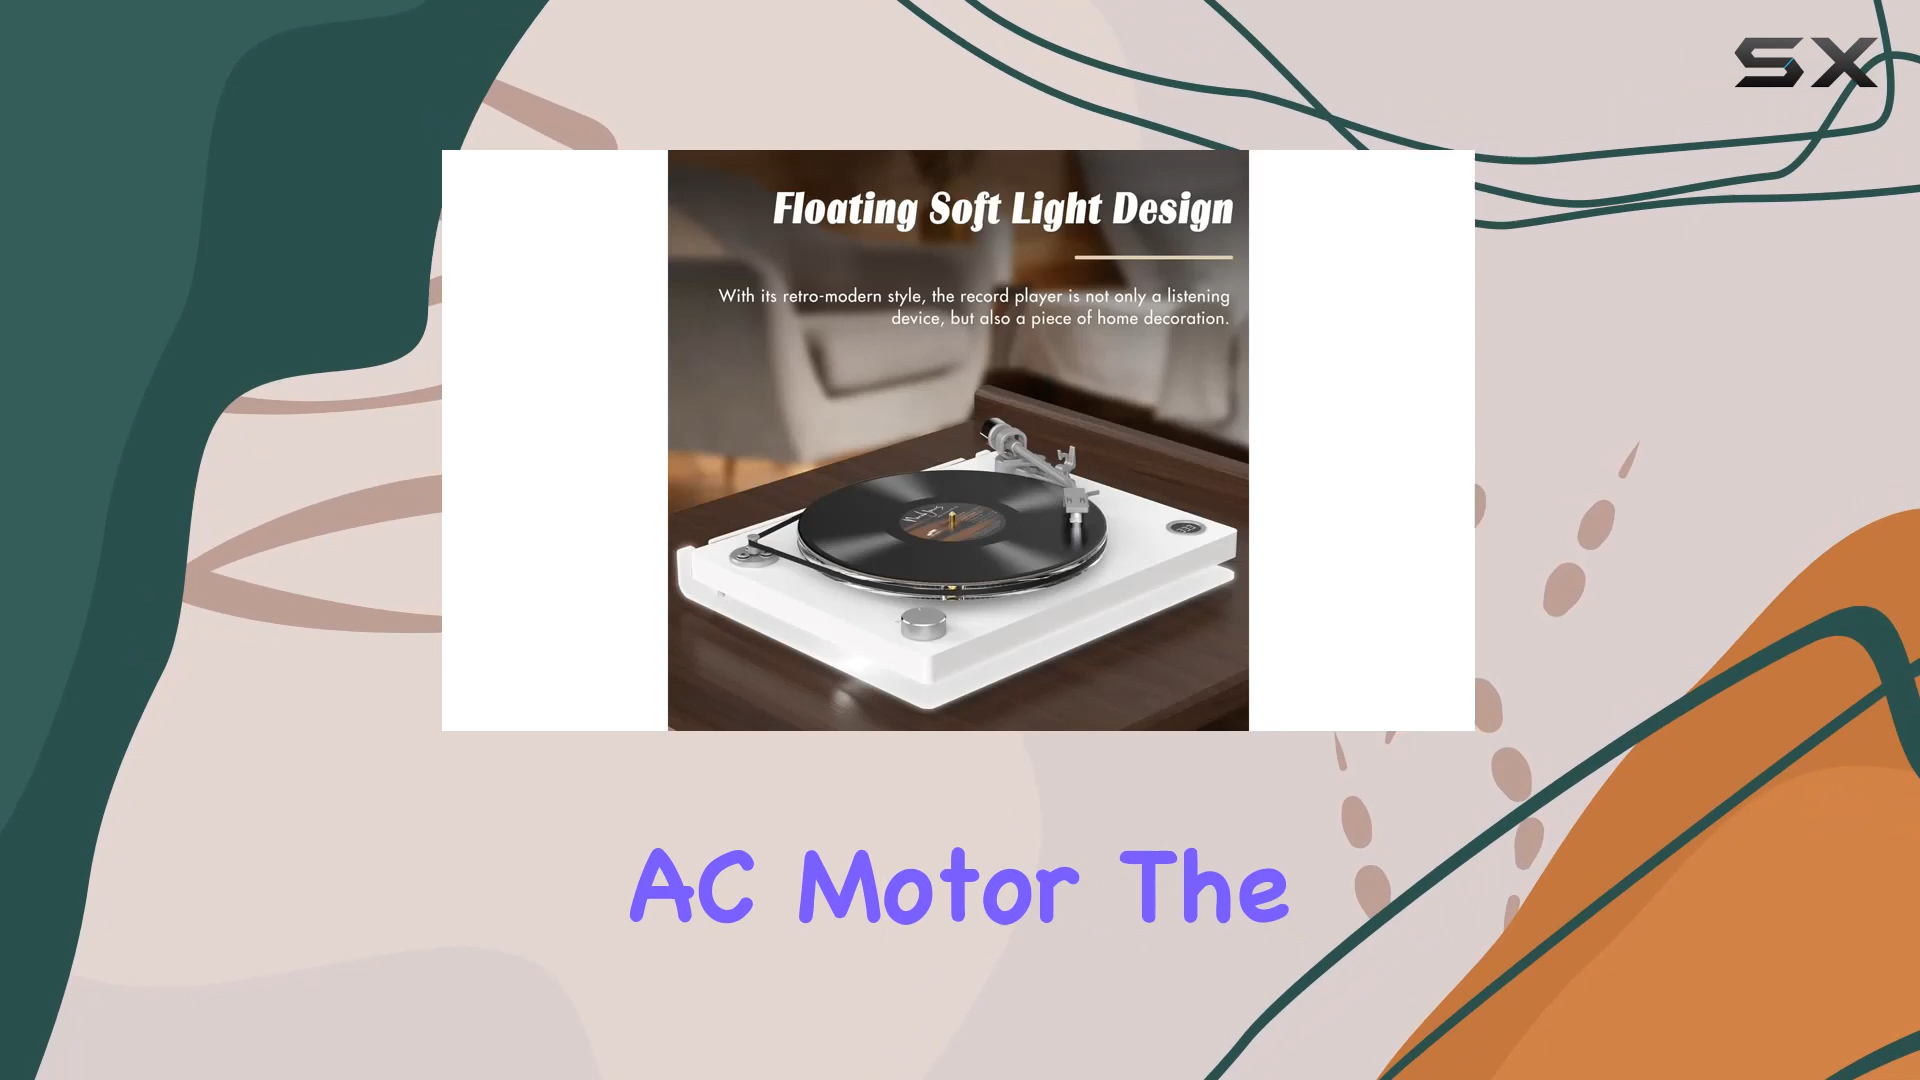 SX
Floating Soft Light Design
With its retro-modern style, the record player is not only a listening
device, but also a piece of home decoration.
AC Motor The